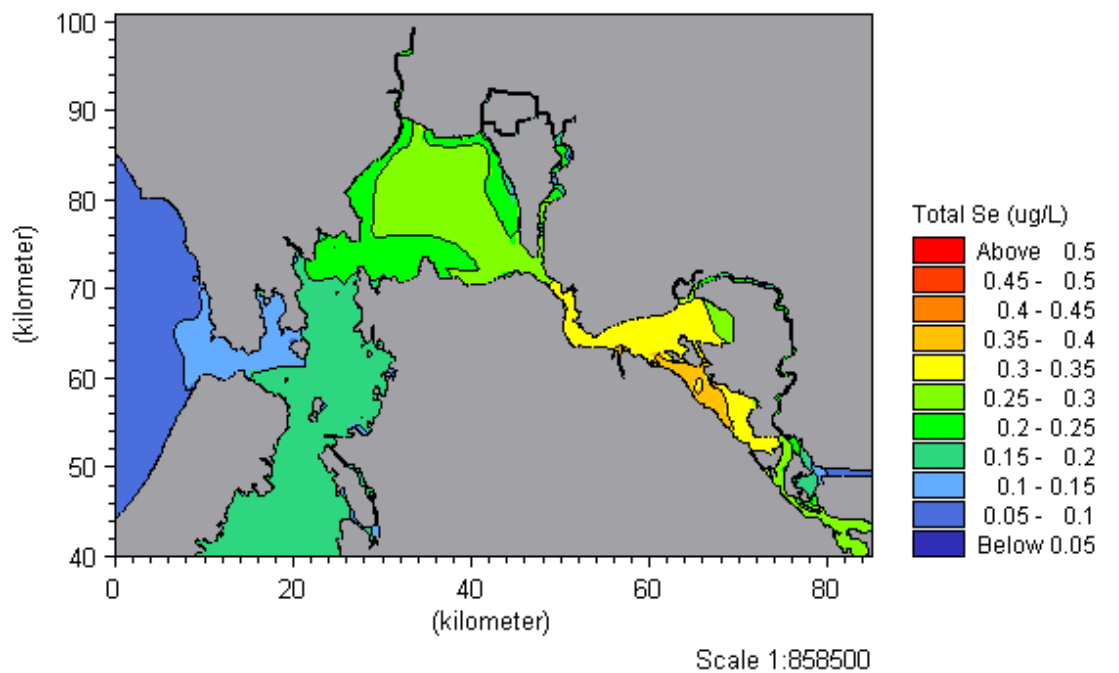 100
90
80
70
60
50
40
(kilometer)
0 20 40 60 80
(kilometer)
Scale 1:858500
Total Se (ug/L)
Above 0.5
0.45 - 0.5
0.4 - 0.45
0.35 - 0.4
0.3 - 0.35
0.25 - 0.3
0.2 - 0.25
0.15 - 0.2
0.1 - 0.15
0.05 - 0.1
Below 0.05